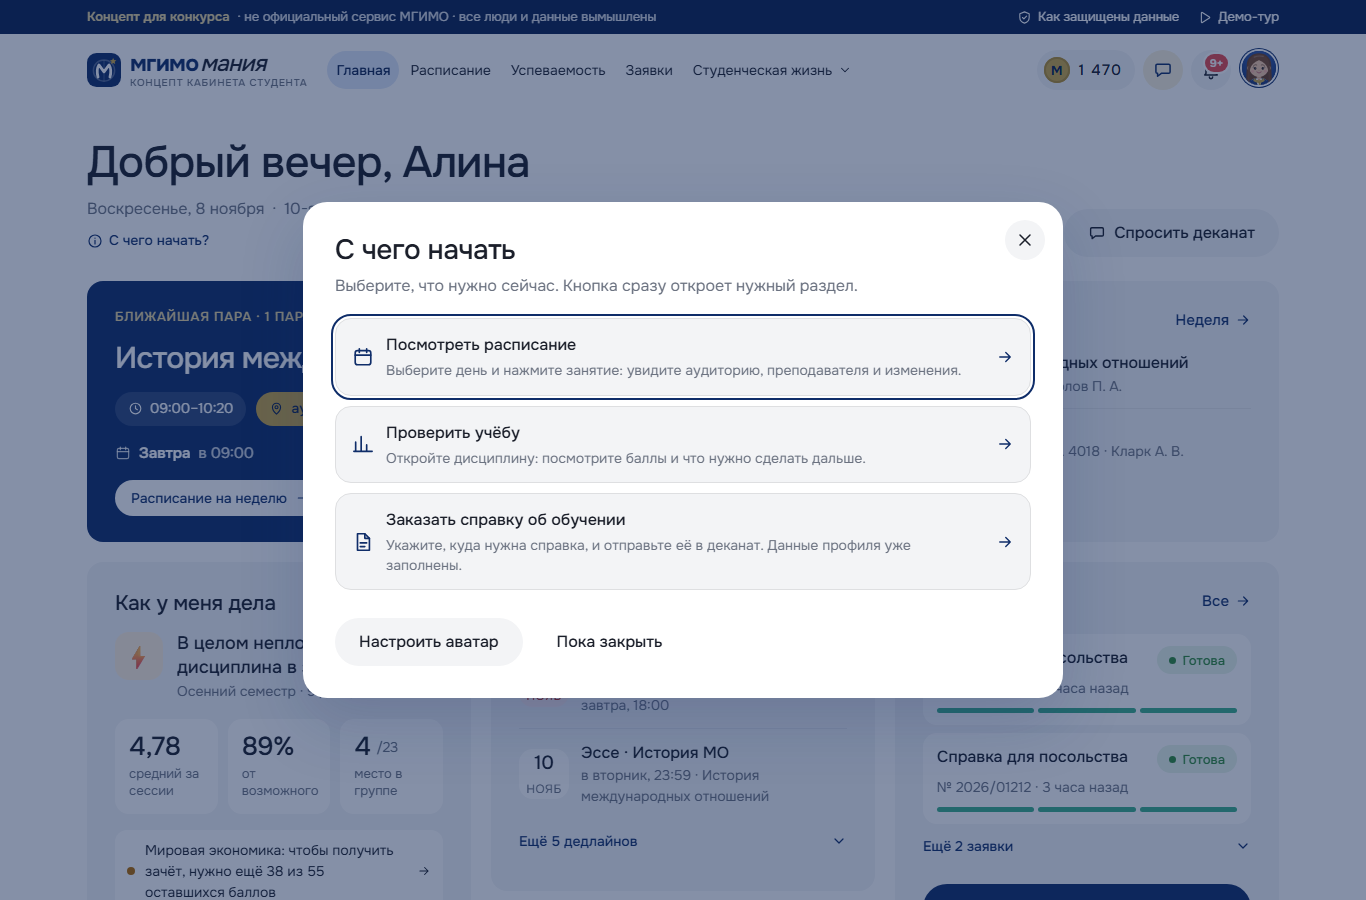 Концепт для конкурса · не официальный сервис МГИМО · все люди и данные вымышлены
Как защищены данные
Демо-тур
МГИМО мания
КОНЦЕПТ КАБИНЕТА СТУДЕНТА
Главная
Расписание
Успеваемость
Заявки
Студенческая жизнь
М
1 470
9+
Добрый вечер, Алина
Воскресенье, 8 ноября · 10-
С чего начать?
Спросить деканат
С чего начать
Выберите, что нужно сейчас. Кнопка сразу откроет нужный раздел.
Посмотреть расписание
Выберите день и нажмите занятие: увидите аудиторию, преподавателя и изменения.
Проверить учёбу
Откройте дисциплину: посмотрите баллы и что нужно сделать дальше.
Заказать справку об обучении
Укажите, куда нужна справка, и отправьте её в деканат. Данные профиля уже
заполнены.
Настроить аватар
Пока закрыть
БЛИЖАЙШАЯ ПАРА · 1 ПАР
История меж
09:00–10:20
ау
Завтра в 09:00
Расписание на неделю
Неделя
дных отношений
лов П. А.
4018 · Кларк А. В.
Как у меня дела
В целом непло
дисциплина в
Осенний семестр ·
4,78
средний за
сессии
89%
от
возможного
4 /23
место в
группе
Мировая экономика: чтобы получить
зачёт, нужно ещё 38 из 55
оставшихся баллов
завтра, 18:00
10
НОЯБ
Эссе · История МО
в вторник, 23:59 · История
международных отношений
Ещё 5 дедлайнов
Все
сольства
Готова
часа назад
Справка для посольства
Готова
№ 2026/01212 · 3 часа назад
Ещё 2 заявки